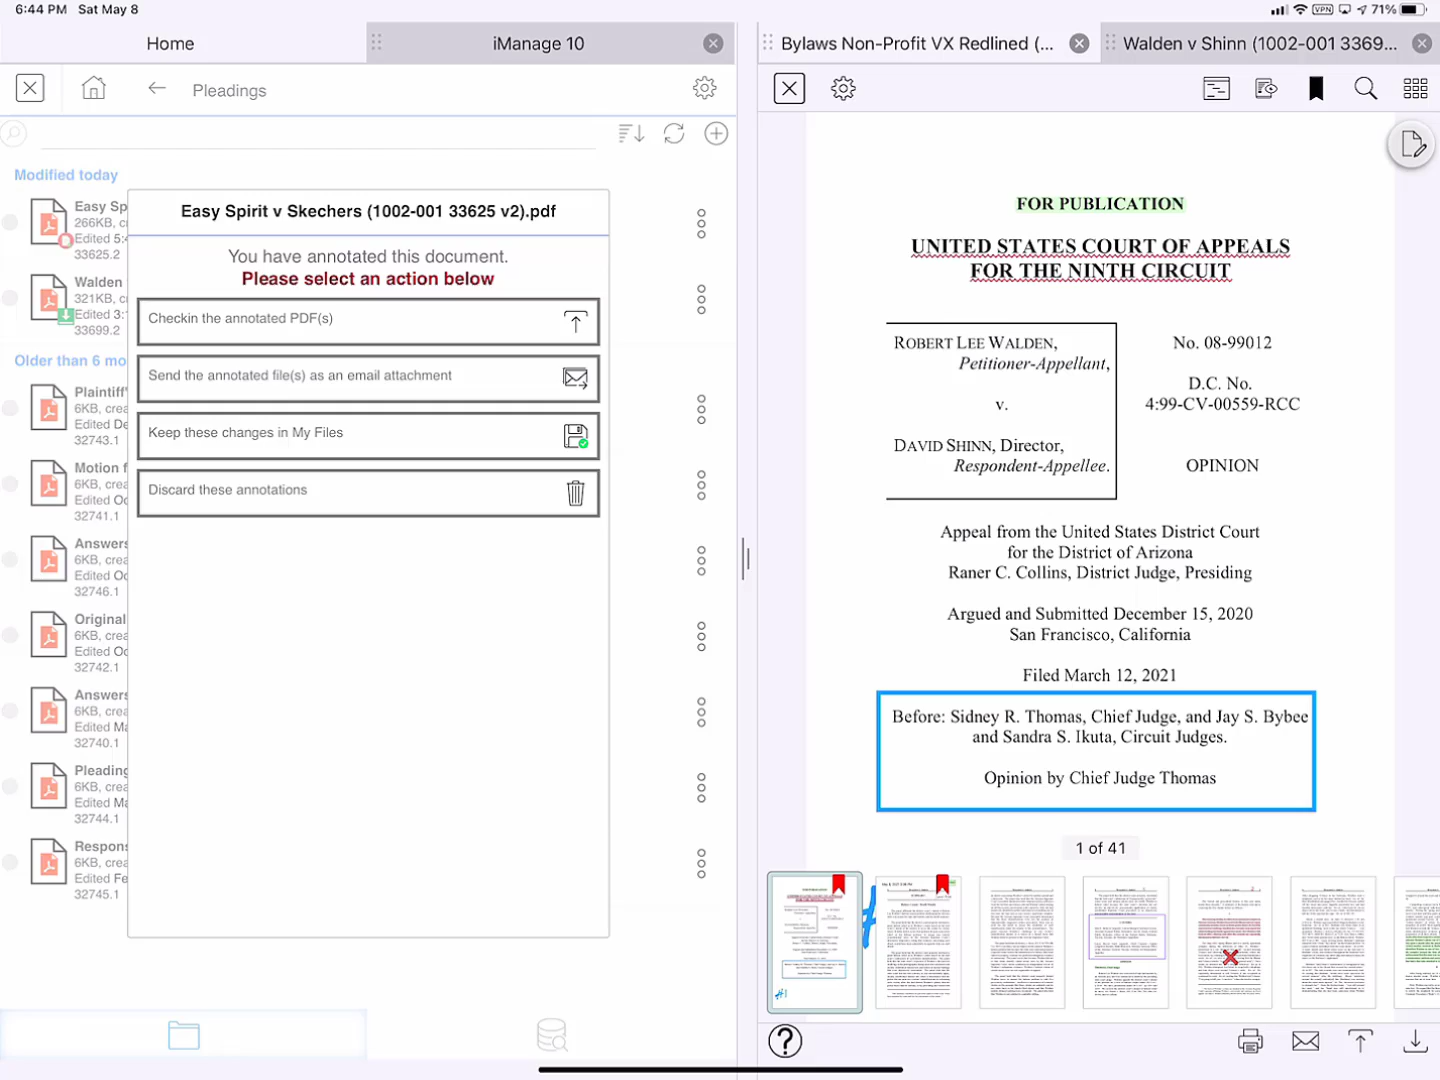 6:44 PM Sat May 8
VPN 71%
Home
iManage 10
Bylaws Non-Profit VX Redlined (...
Walden v Shinn (1002-001 3369...
Pleadings
Modified today
Easy Sp
266KB, c
Edited 5:
33625.2
Walden
321KB, c
Edited 3:
33699.2
Older than 6 mo
Plaintiff'
6KB, crea
Edited De
32743.1
Motion f
6KB, crea
Edited Oc
32741.1
Answers
6KB, crea
Edited Oc
32746.1
Original
6KB, crea
Edited Oc
32742.1
Answers
6KB, crea
Edited Ma
32740.1
Pleading
6KB, crea
Edited Ma
32744.1
Respon
6KB, crea
Edited Fe
32745.1
Easy Spirit v Skechers (1002-001 33625 v2).pdf
You have annotated this document.
Please select an action below
Checkin the annotated PDF(s)
Send the annotated file(s) as an email attachment
Keep these changes in My Files
Discard these annotations
FOR PUBLICATION
UNITED STATES COURT OF APPEALS
FOR THE NINTH CIRCUIT
ROBERT LEE WALDEN,
Petitioner-Appellant,
v.
DAVID SHINN, Director,
Respondent-Appellee.
No. 08-99012
D.C. No.
4:99-CV-00559-RCC
OPINION
Appeal from the United States District Court
for the District of Arizona
Raner C. Collins, District Judge, Presiding
Argued and Submitted December 15, 2020
San Francisco, California
Filed March 12, 2021
Before: Sidney R. Thomas, Chief Judge, and Jay S. Bybee
and Sandra S. Ikuta, Circuit Judges.
Opinion by Chief Judge Thomas
1 of 41